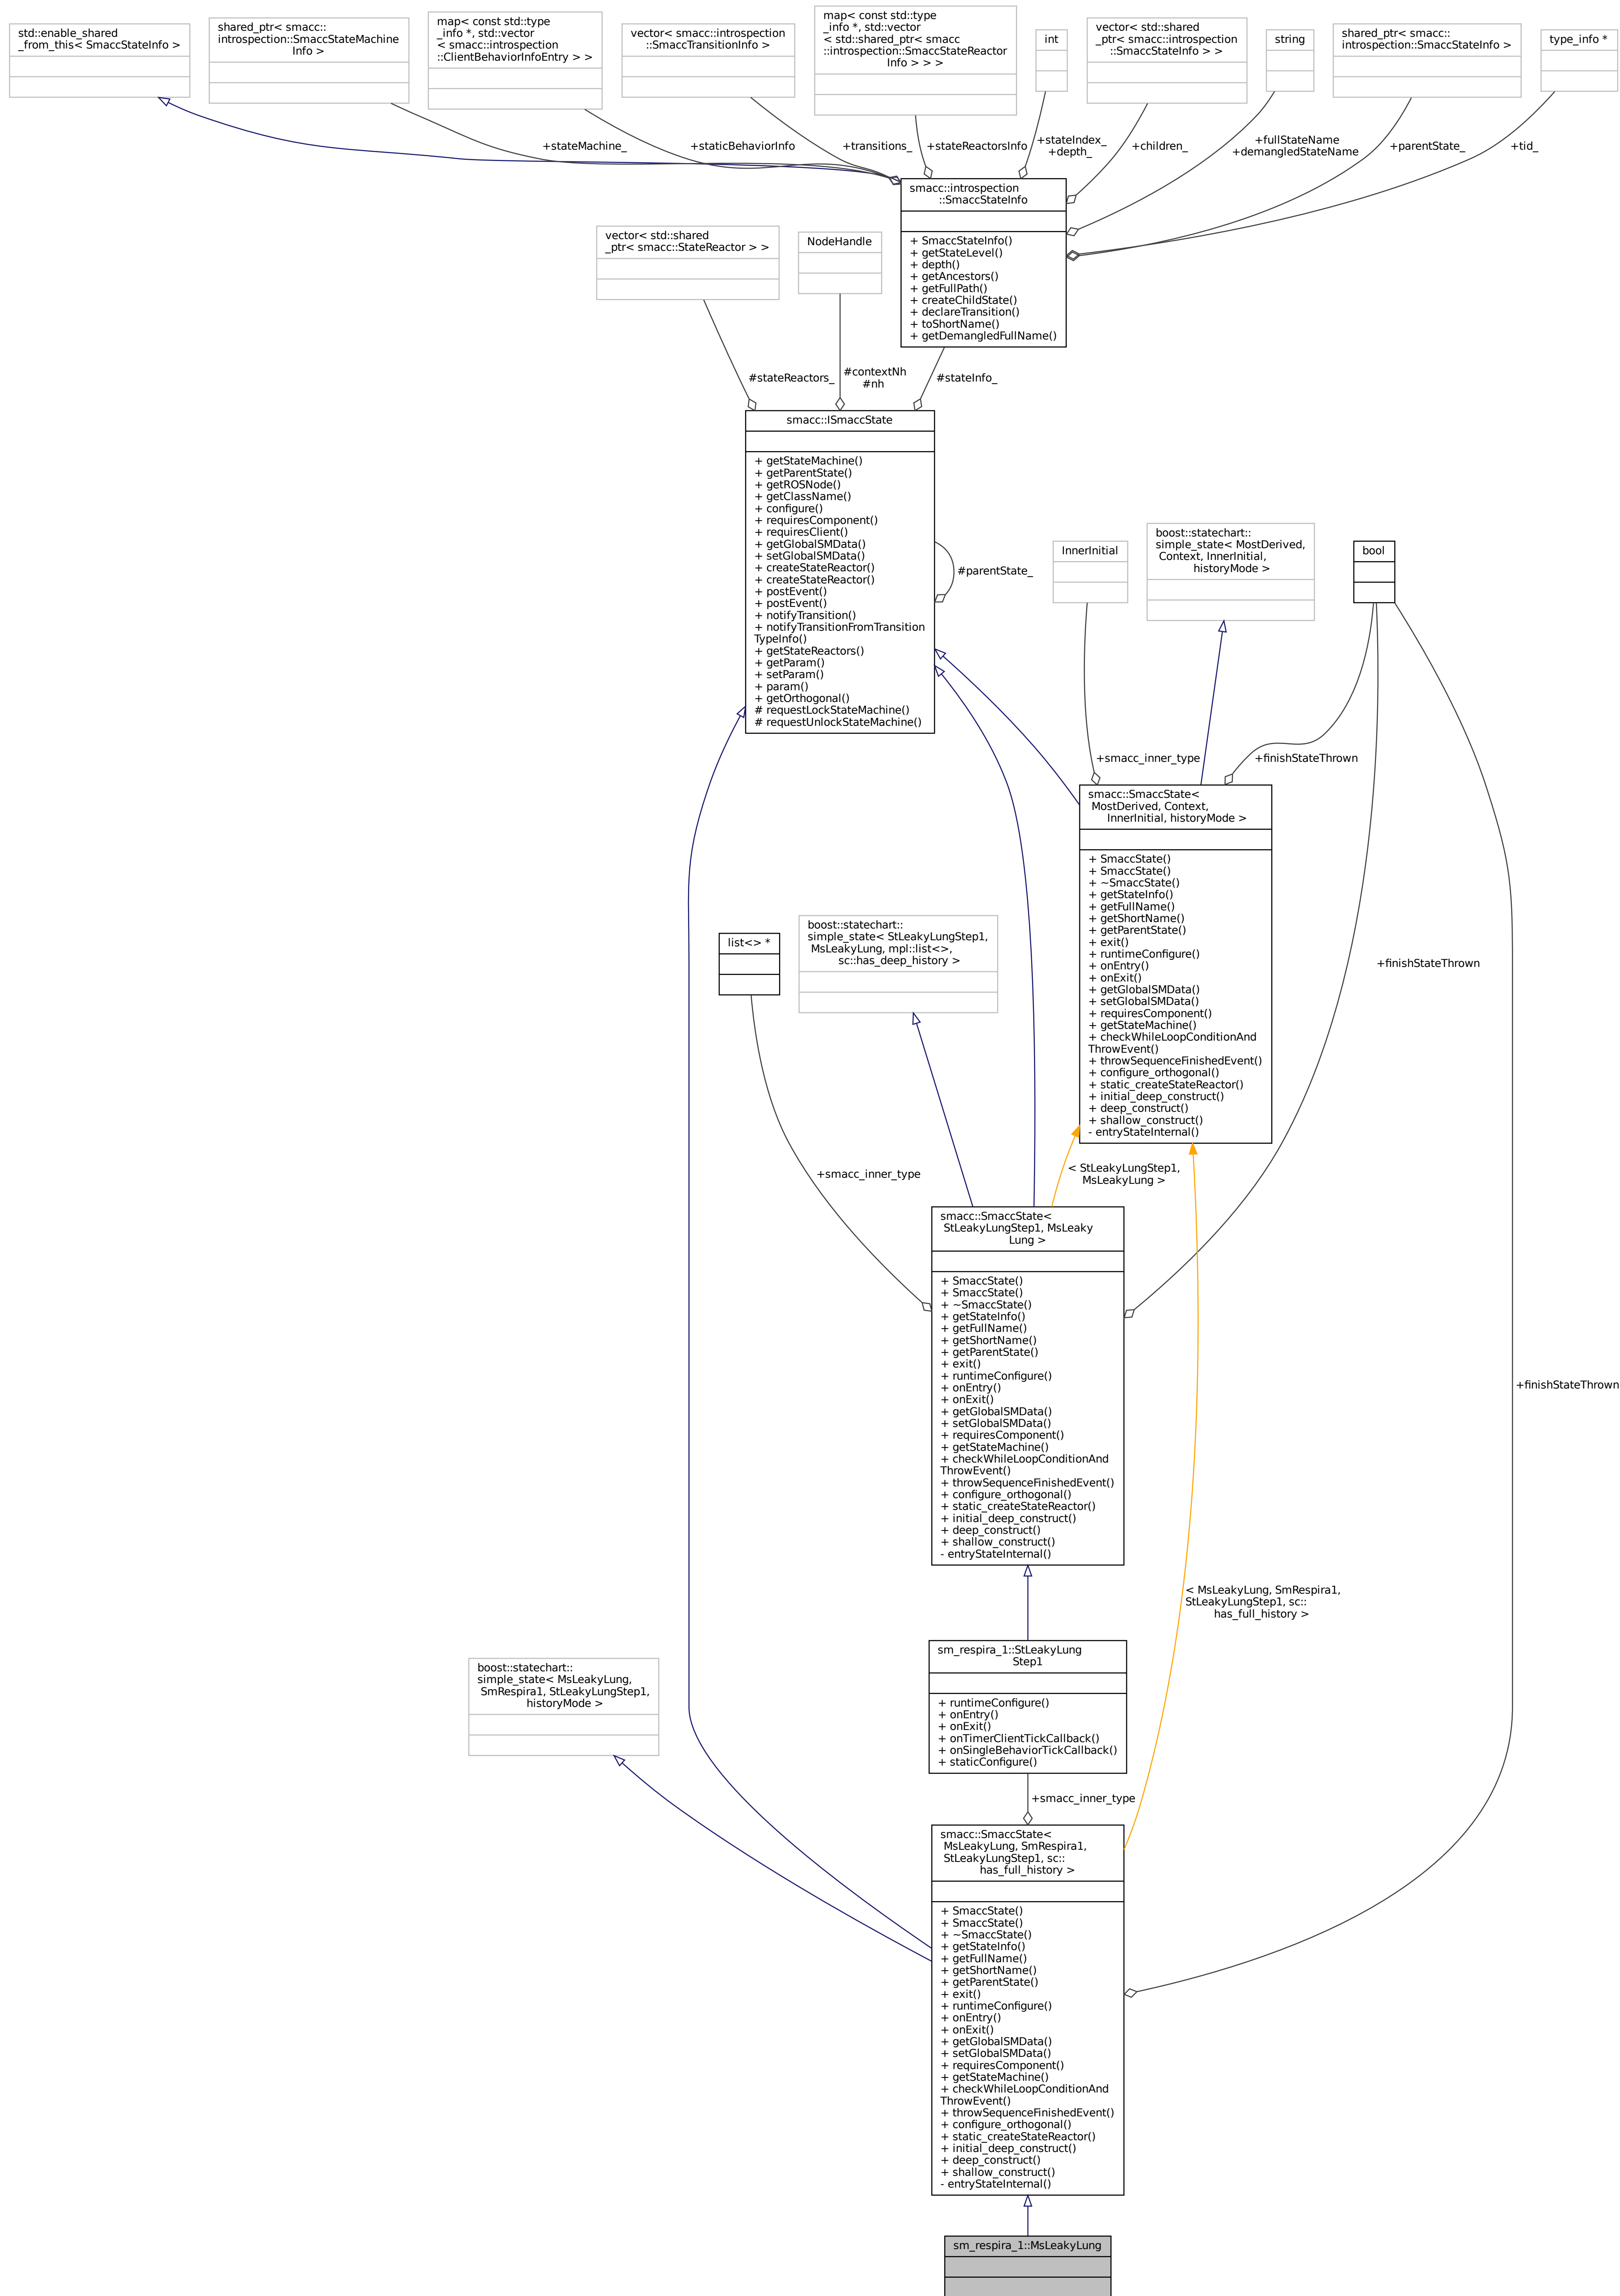 std::enable_shared
_from_this< SmaccStateInfo >
shared_ptr< smacc::
introspection::SmaccStateMachine
Info >
map< const std::type
_info *, std::vector
< smacc::introspection
::ClientBehaviorInfoEntry > >
vector< smacc::introspection
::SmaccTransitionInfo >
map< const std::type
_info *, std::vector
< std::shared_ptr< smacc
::introspection::SmaccStateReactor
Info > > >
int
vector< std::shared
_ptr< smacc::introspection
::SmaccStateInfo > >
string
shared_ptr< smacc::
introspection::SmaccStateInfo >
type_info *
+stateMachine_
+staticBehaviorInfo
+transitions_
+stateReactorsInfo
+stateIndex_
+depth_
+children_
+fullStateName
+demangledStateName
+parentState_
+tid_
smacc::introspection
::SmaccStateInfo
+ SmaccStateInfo()
+ getStateLevel()
+ depth()
+ getAncestors()
+ getFullPath()
+ createChildState()
+ declareTransition()
+ toShortName()
+ getDemangledFullName()
vector< std::shared
_ptr< smacc::StateReactor > >
NodeHandle
#stateReactors_
#contextNh
#nh
#stateInfo_
smacc::ISmaccState
+ getStateMachine()
+ getParentState()
+ getROSNode()
+ getClassName()
+ configure()
+ requiresComponent()
+ requiresClient()
+ getGlobalSMData()
+ setGlobalSMData()
+ createStateReactor()
+ createStateReactor()
+ postEvent()
+ postEvent()
+ notifyTransition()
+ notifyTransitionFromTransition
TypeInfo()
+ getStateReactors()
+ getParam()
+ setParam()
+ param()
+ getOrthogonal()
# requestLockStateMachine()
# requestUnlockStateMachine()
#parentState_
InnerInitial
boost::statechart::
simple_state< MostDerived,
Context, InnerInitial,
historyMode >
bool
+smacc_inner_type
+finishStateThrown
smacc::SmaccState<
MostDerived, Context,
InnerInitial, historyMode >
+ SmaccState()
+ SmaccState()
+ ~SmaccState()
+ getStateInfo()
+ getFullName()
+ getShortName()
+ getParentState()
+ exit()
+ runtimeConfigure()
+ onEntry()
+ onExit()
+ getGlobalSMData()
+ setGlobalSMData()
+ requiresComponent()
+ getStateMachine()
+ checkWhileLoopConditionAnd
ThrowEvent()
+ throwSequenceFinishedEvent()
+ configure_orthogonal()
+ static_createStateReactor()
+ initial_deep_construct()
+ deep_construct()
+ shallow_construct()
- entryStateInternal()
list<> *
boost::statechart::
simple_state< StLeakyLungStep1,
MsLeakyLung, mpl::list<>,
sc::has_deep_history >
+finishStateThrown
+smacc_inner_type
< StLeakyLungStep1,
MsLeakyLung >
smacc::SmaccState<
StLeakyLungStep1, MsLeaky
Lung >
+ SmaccState()
+ SmaccState()
+ ~SmaccState()
+ getStateInfo()
+ getFullName()
+ getShortName()
+ getParentState()
+ exit()
+ runtimeConfigure()
+ onEntry()
+ onExit()
+ getGlobalSMData()
+ setGlobalSMData()
+ requiresComponent()
+ getStateMachine()
+ checkWhileLoopConditionAnd
ThrowEvent()
+ throwSequenceFinishedEvent()
+ configure_orthogonal()
+ static_createStateReactor()
+ initial_deep_construct()
+ deep_construct()
+ shallow_construct()
- entryStateInternal()
+finishStateThrown
< MsLeakyLung, SmRespira1,
StLeakyLungStep1, sc::
has_full_history >
sm_respira_1::StLeakyLung
Step1
+ runtimeConfigure()
+ onEntry()
+ onExit()
+ onTimerClientTickCallback()
+ onSingleBehaviorTickCallback()
+ staticConfigure()
boost::statechart::
simple_state< MsLeakyLung,
SmRespira1, StLeakyLungStep1,
historyMode >
+smacc_inner_type
smacc::SmaccState<
MsLeakyLung, SmRespira1,
StLeakyLungStep1, sc::
has_full_history >
+ SmaccState()
+ SmaccState()
+ ~SmaccState()
+ getStateInfo()
+ getFullName()
+ getShortName()
+ getParentState()
+ exit()
+ runtimeConfigure()
+ onEntry()
+ onExit()
+ getGlobalSMData()
+ setGlobalSMData()
+ requiresComponent()
+ getStateMachine()
+ checkWhileLoopConditionAnd
ThrowEvent()
+ throwSequenceFinishedEvent()
+ configure_orthogonal()
+ static_createStateReactor()
+ initial_deep_construct()
+ deep_construct()
+ shallow_construct()
- entryStateInternal()
sm_respira_1::MsLeakyLung